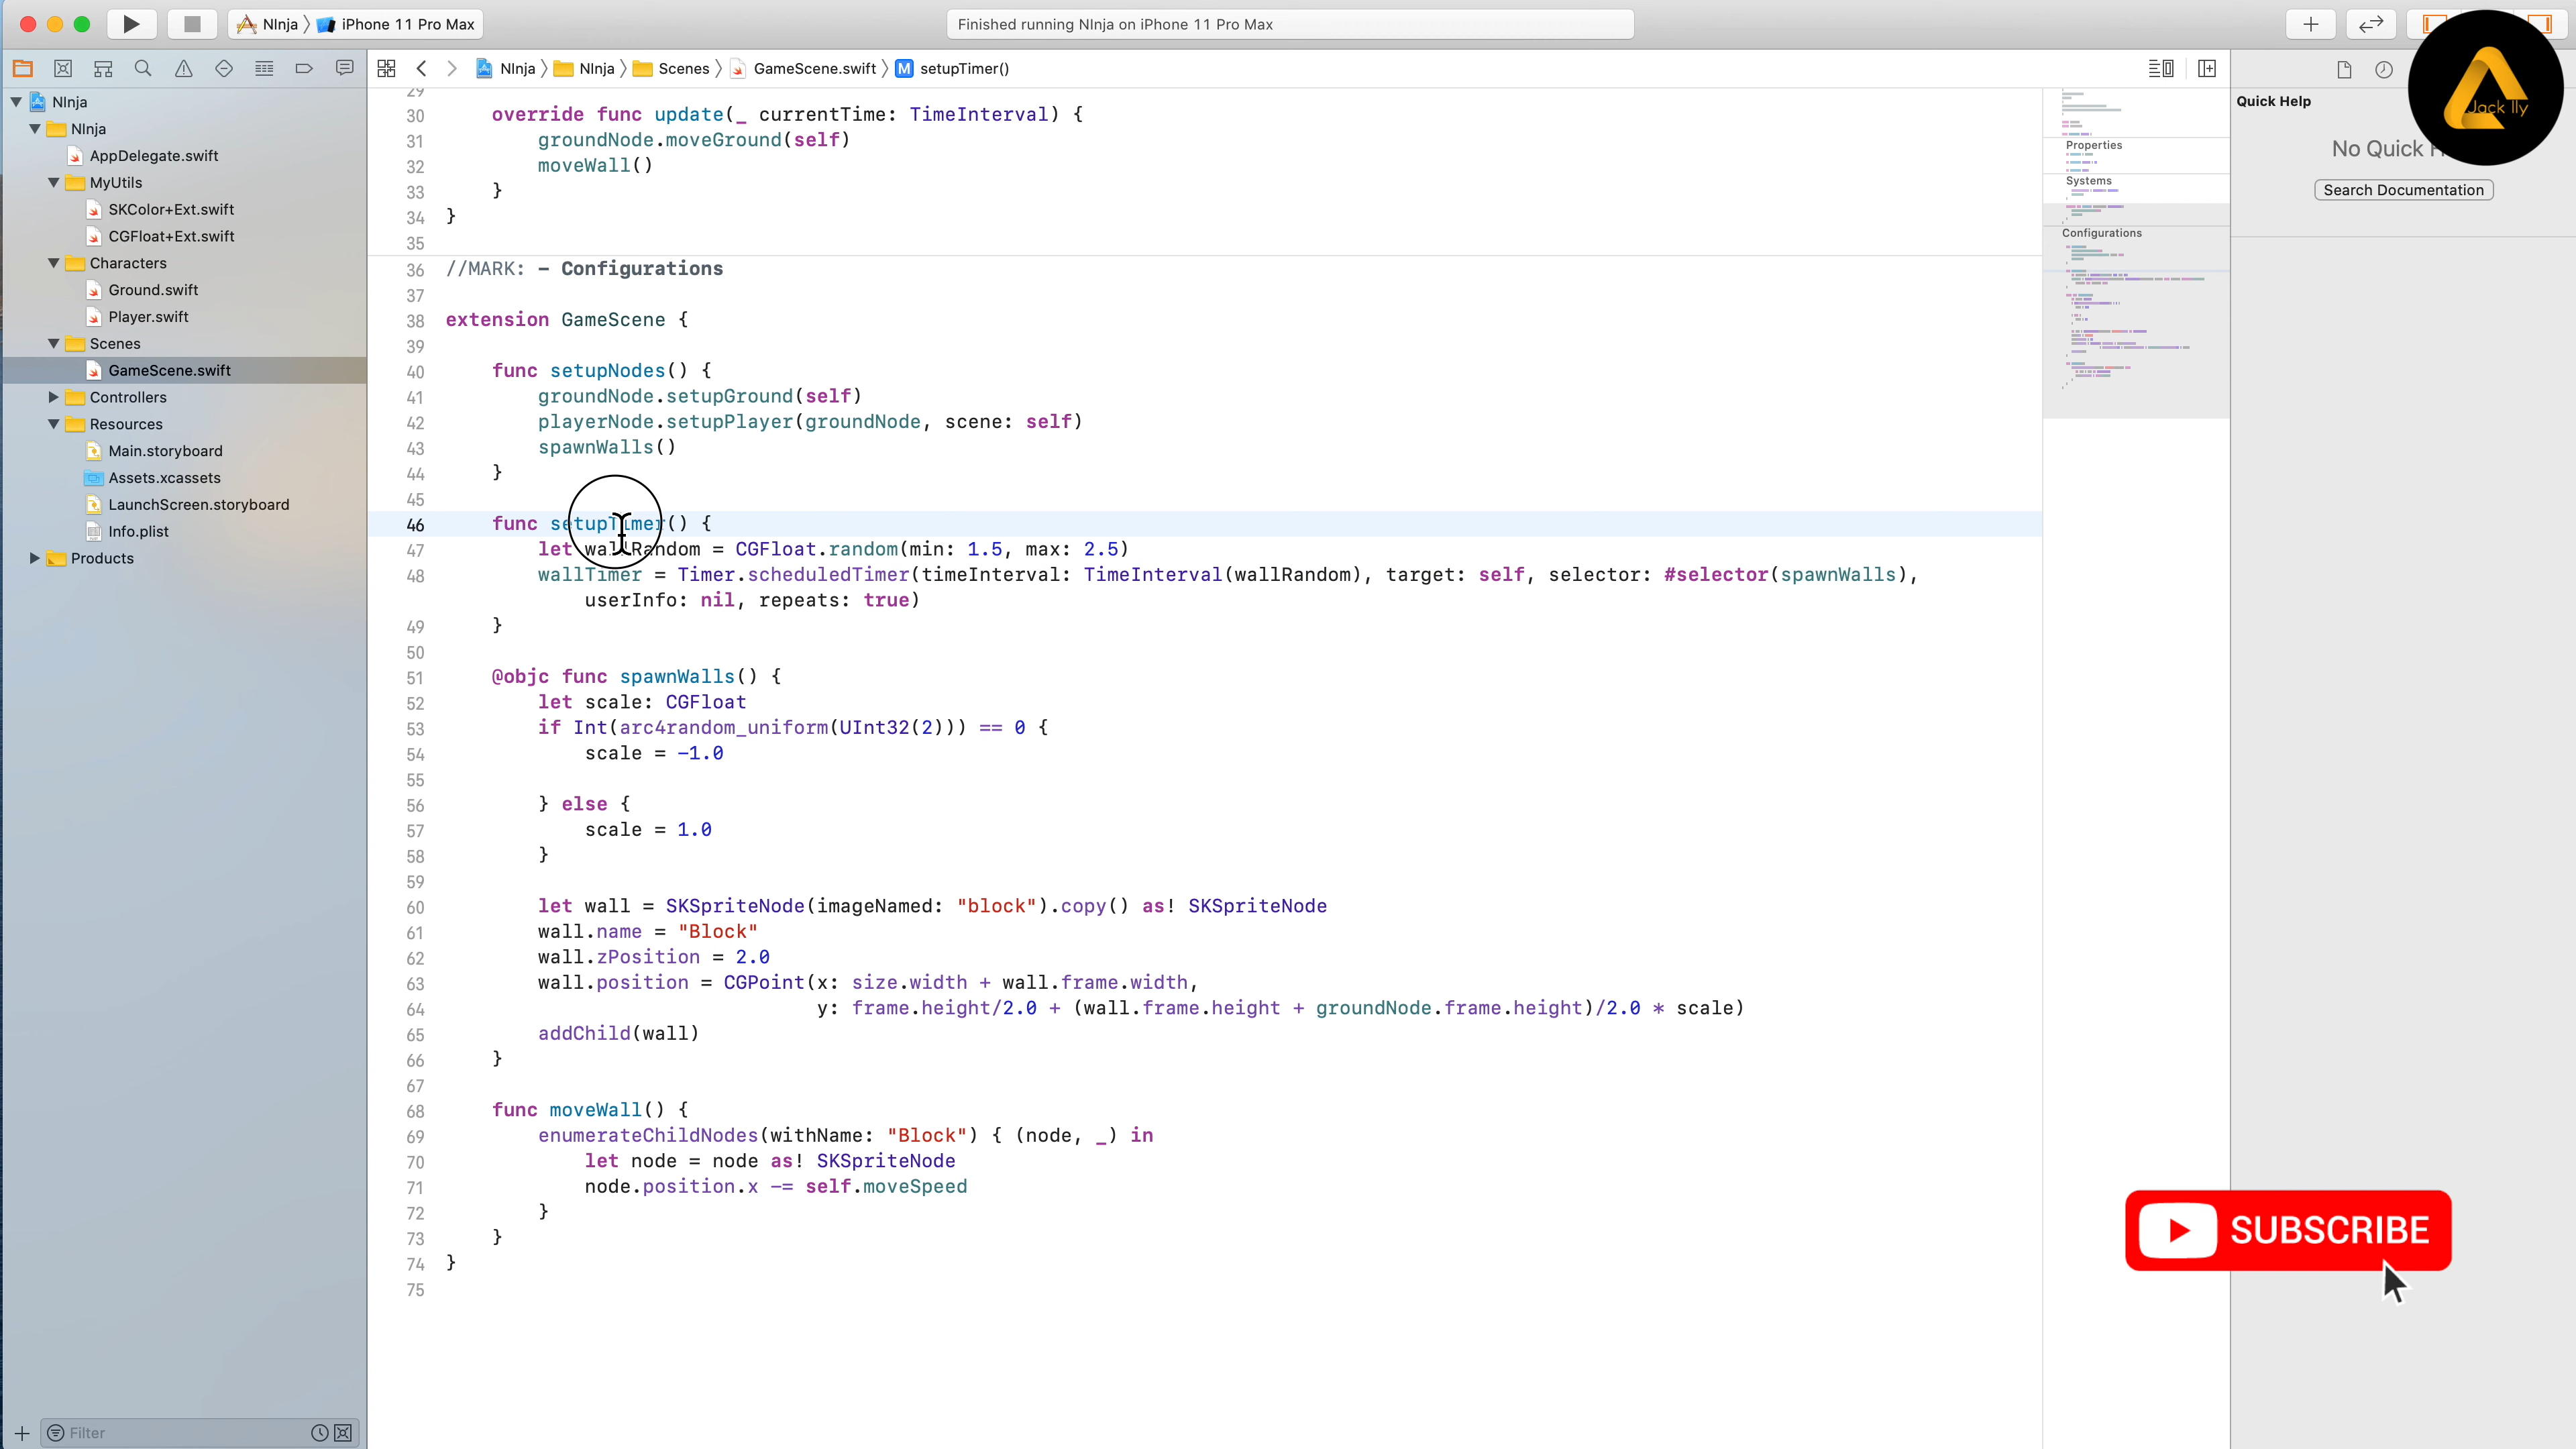 NInja 〉 iPhone 11 Pro Max
Finished running NInja on iPhone 11 Pro Max
NInja 〉 NInja 〉 Scenes 〉 GameScene.swift 〉 M setupTimer()
NInja
NInja
AppDelegate.swift
MyUtils
SKColor+Ext.swift
CGFloat+Ext.swift
Characters
Ground.swift
Player.swift
Scenes
GameScene.swift
Controllers
Resources
Main.storyboard
Assets.xcassets
LaunchScreen.storyboard
Info.plist
Products
Filter
29
30 override func update(_ currentTime: TimeInterval) {
31 groundNode.moveGround(self)
32 moveWall()
33 }
34 }
35
36 //MARK: - Configurations
37
38 extension GameScene {
39
40 func setupNodes() {
41 groundNode.setupGround(self)
42 playerNode.setupPlayer(groundNode, scene: self)
43 spawnWalls()
44 }
45
46 func setupTimer() {
47 let wallRandom = CGFloat.random(min: 1.5, max: 2.5)
48 wallTimer = Timer.scheduledTimer(timeInterval: TimeInterval(wallRandom), target: self, selector: #selector(spawnWalls),
userInfo: nil, repeats: true)
49 }
50
51 @objc func spawnWalls() {
52 let scale: CGFloat
53 if Int(arc4random_uniform(UInt32(2))) == 0 {
54 scale = -1.0
55
56 } else {
57 scale = 1.0
58 }
59
60 let wall = SKSpriteNode(imageNamed: "block").copy() as! SKSpriteNode
61 wall.name = "Block"
62 wall.zPosition = 2.0
63 wall.position = CGPoint(x: size.width + wall.frame.width,
64 y: frame.height/2.0 + (wall.frame.height + groundNode.frame.height)/2.0 * scale)
65 addChild(wall)
66 }
67
68 func moveWall() {
69 enumerateChildNodes(withName: "Block") { (node, _) in
70 let node = node as! SKSpriteNode
71 node.position.x -= self.moveSpeed
72 }
73 }
74 }
75
Properties
Systems
Configurations
Quick Help
No Quick
Search Documentation
Jack Ily
SUBSCRIBE